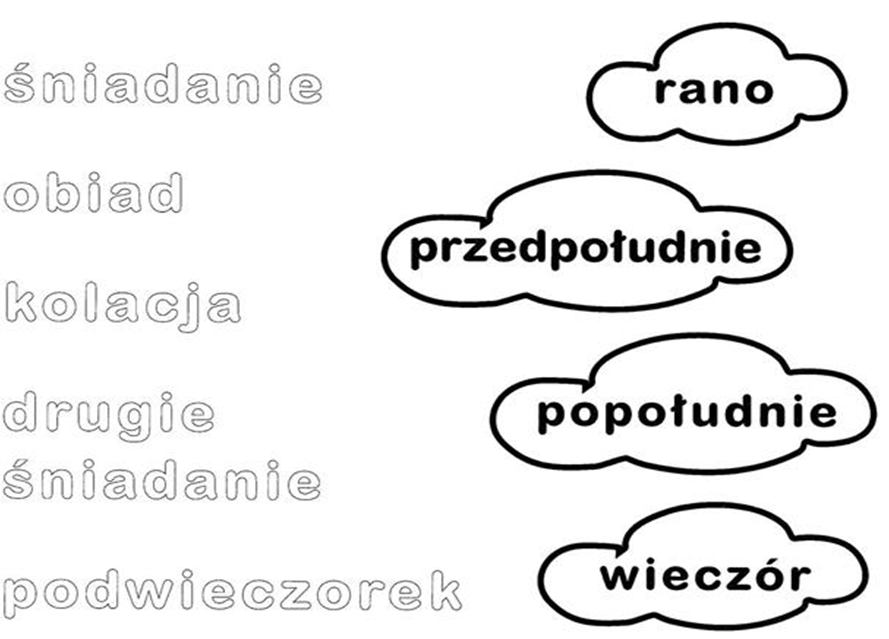 śniadanie
obiad
kolacja
drugie
śniadanie
podwieczorek
rano
przedpołudnie
popołudnie
wieczór